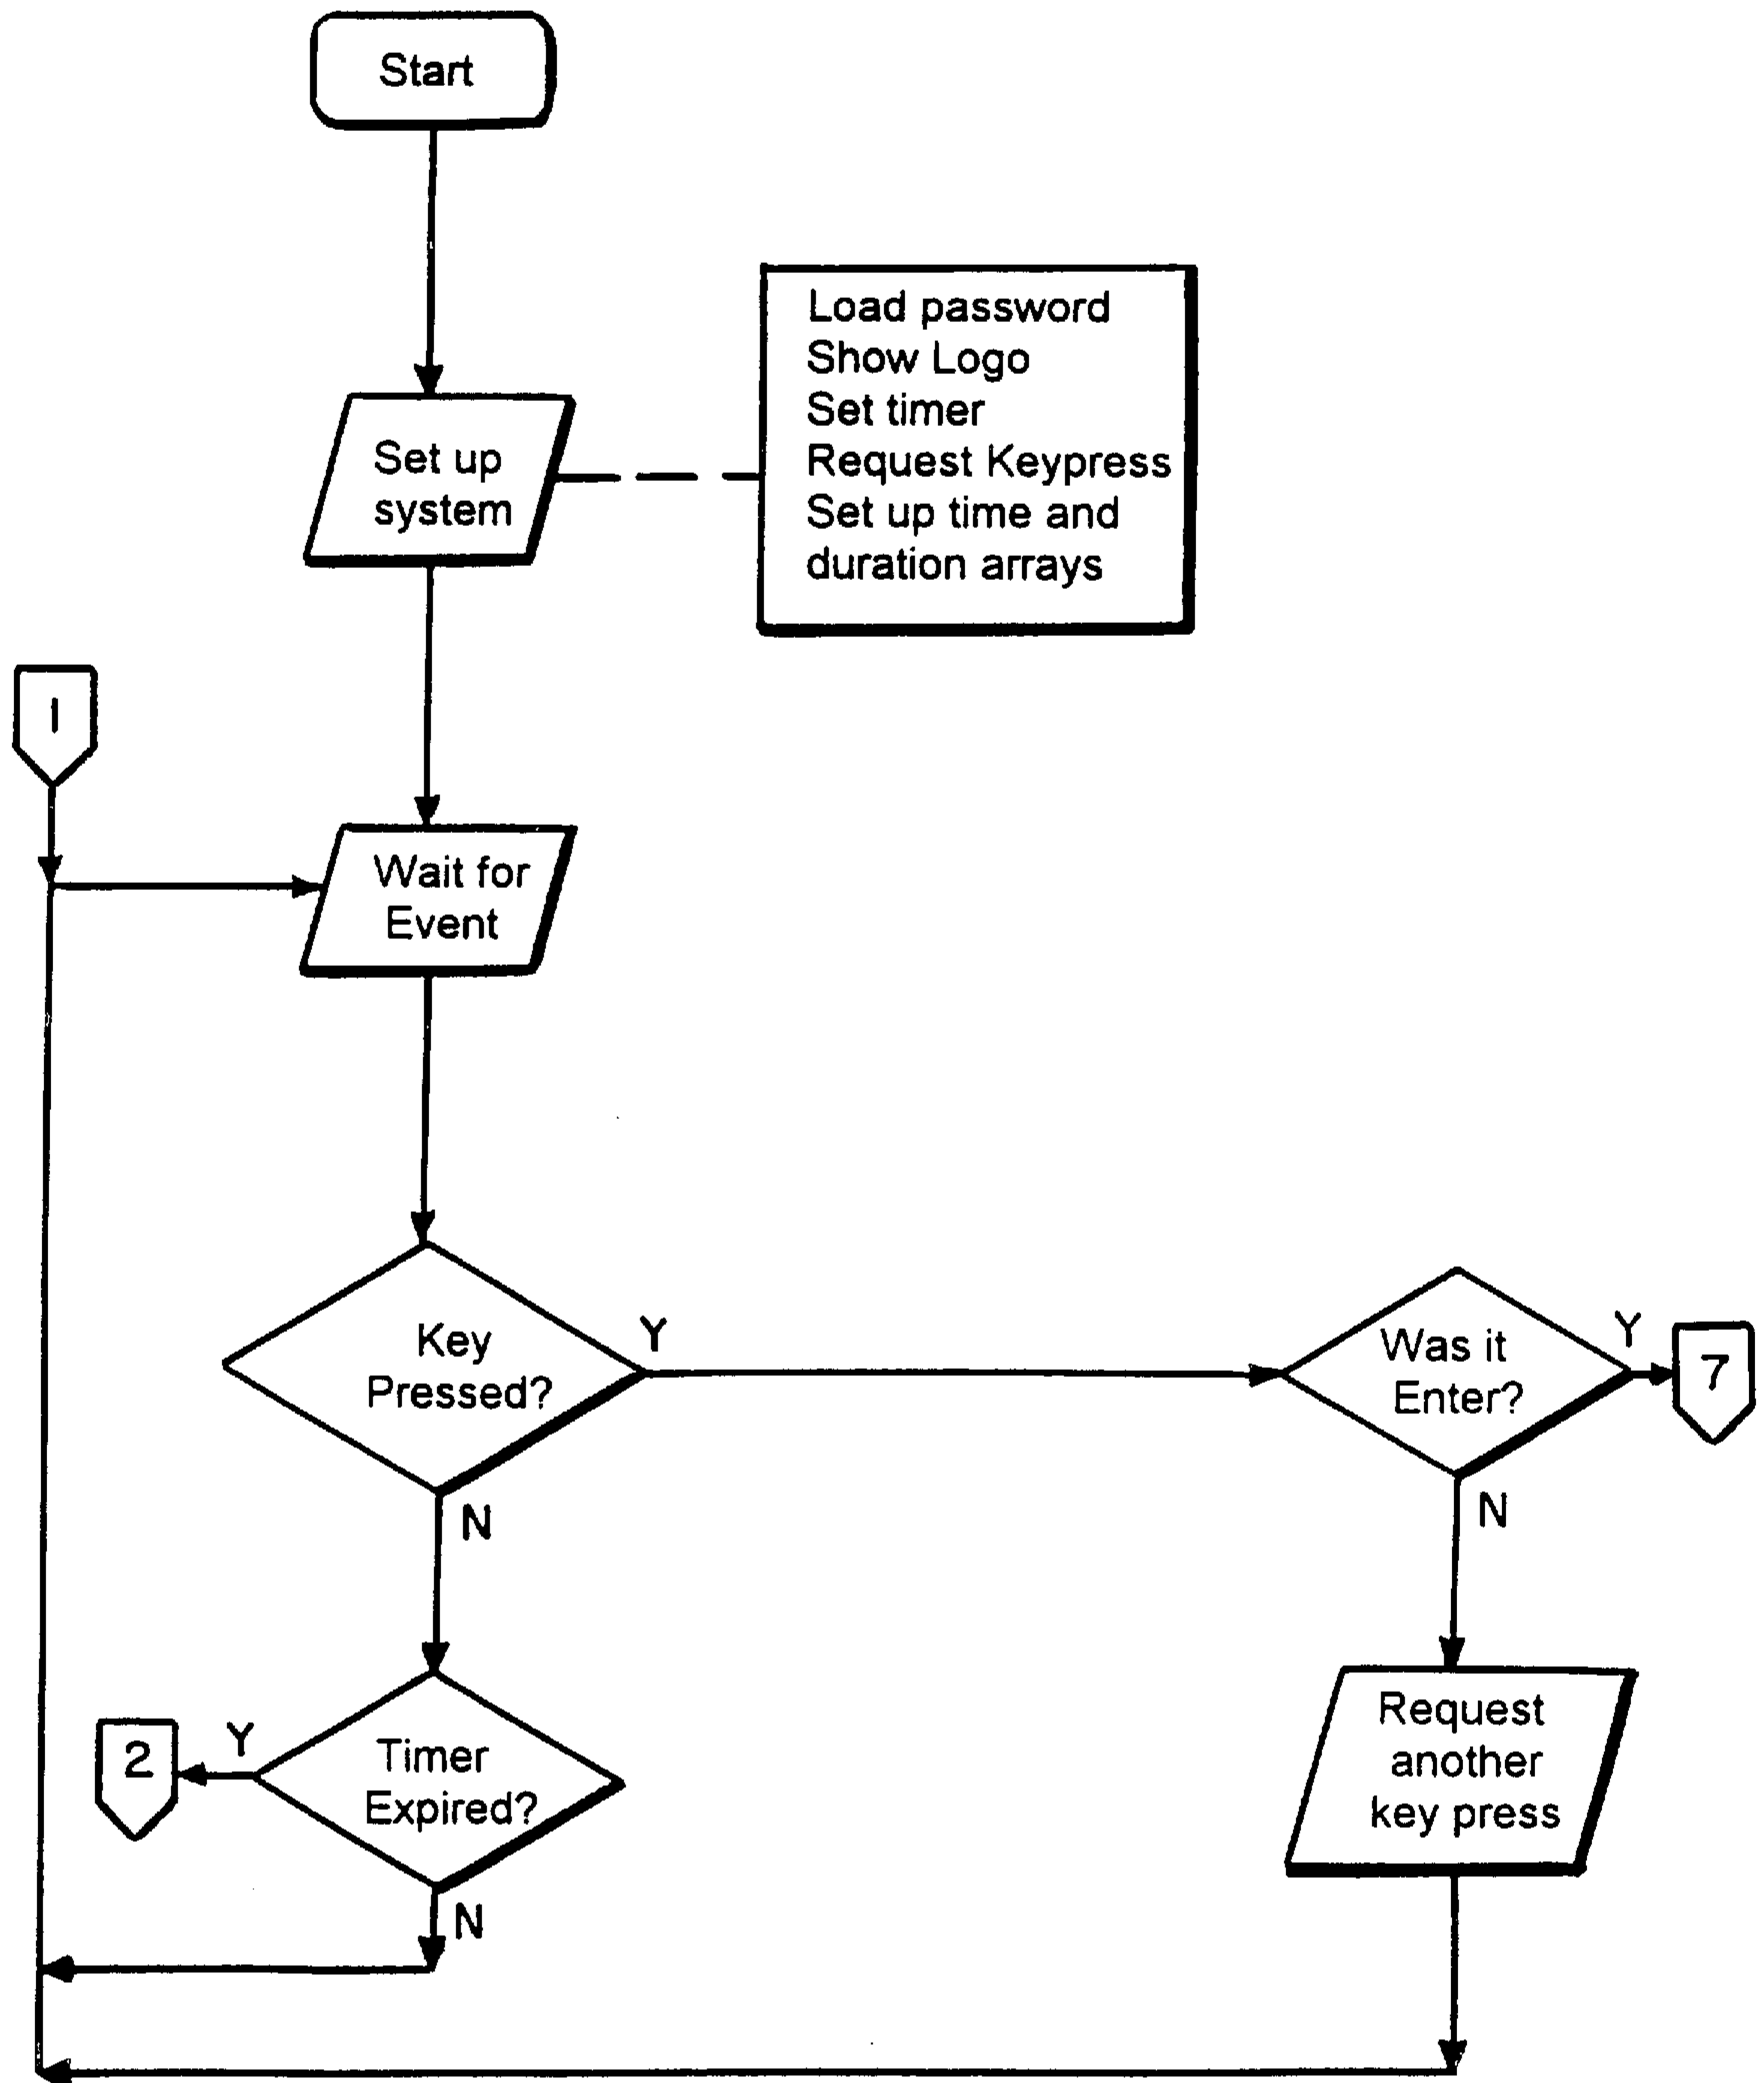 Start
Load password
Show Logo
Set timer
Request Keypress
Set up time and
duration arrays
Set up
system
1
Wait for
Event
Key
Pressed?
Y
Was it
Enter?
Y
7
N
N
Request
another
key press
2
Y
Timer
Expired?
N